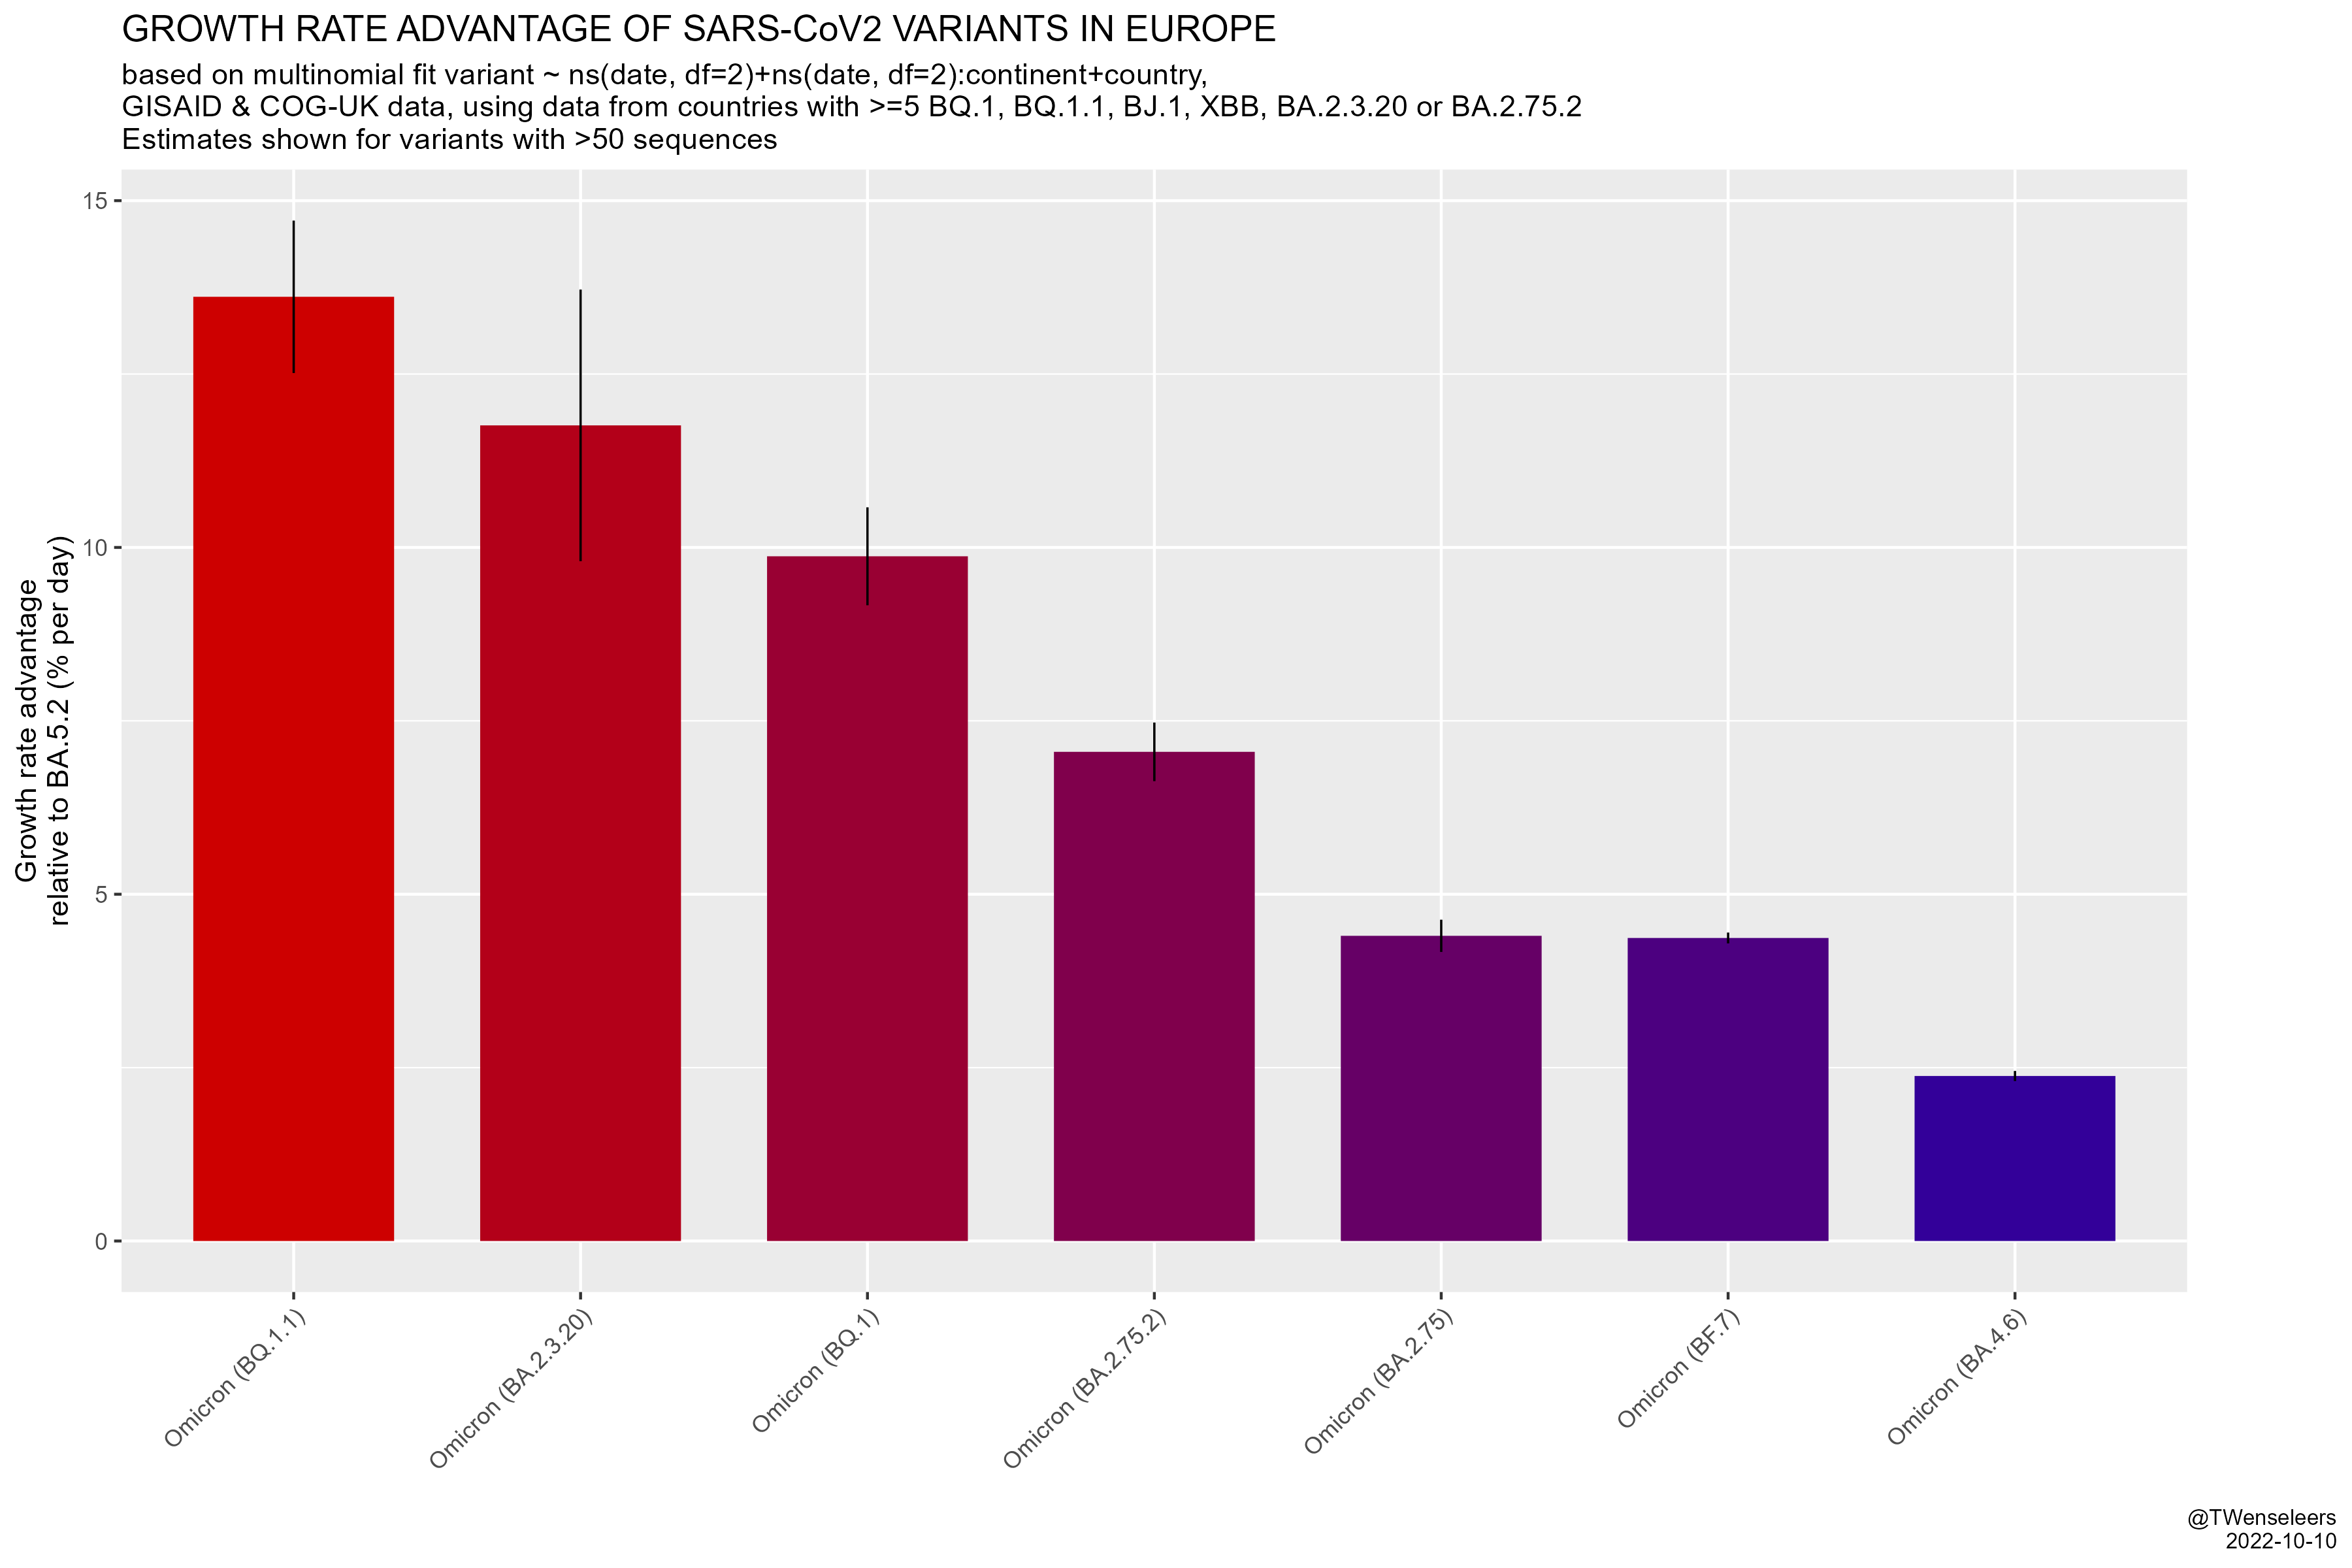 GROWTH RATE ADVANTAGE OF SARS-CoV2 VARIANTS IN EUROPE
based on multinomial fit variant ~ ns(date, df=2)+ns(date, df=2):continent+country,
GISAID & COG-UK data, using data from countries with >=5 BQ.1, BQ.1.1, BJ.1, XBB, BA.2.3.20 or BA.2.75.2
Estimates shown for variants with >50 sequences
Growth rate advantage
relative to BA.5.2 (% per day)
15
10
5
0
Omicron (BQ.1.1)
Omicron (BA.2.3.20)
Omicron (BQ.1)
Omicron (BA.2.75.2)
Omicron (BA.2.75)
Omicron (BF.7)
Omicron (BA.4.6)
@TWenseleers
2022-10-10